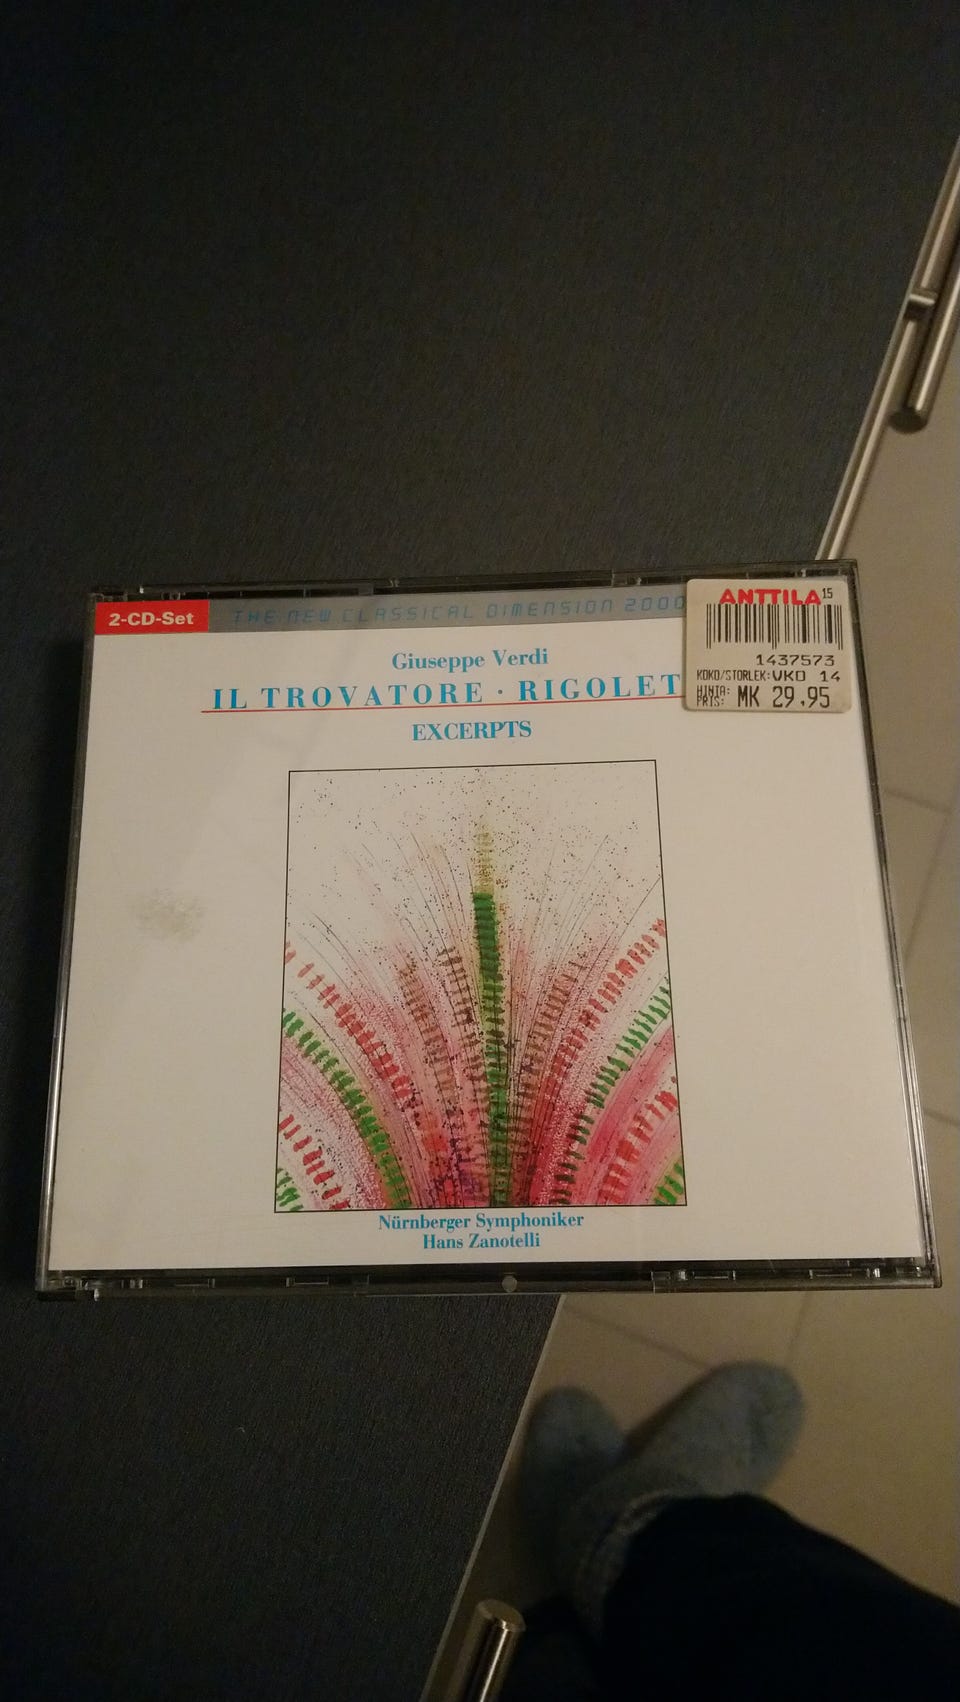 2-CD-Set
THE NEW CLASSICAL DIMENSION 2000
ANTTILA 15
1437573
KOKO/STORLEK: VKO 14
HINTA:
PRIS: MK 29,95
Giuseppe Verdi
IL TROVATORE · RIGOLET
EXCERPTS
Nürnberger Symphoniker
Hans Zanotelli